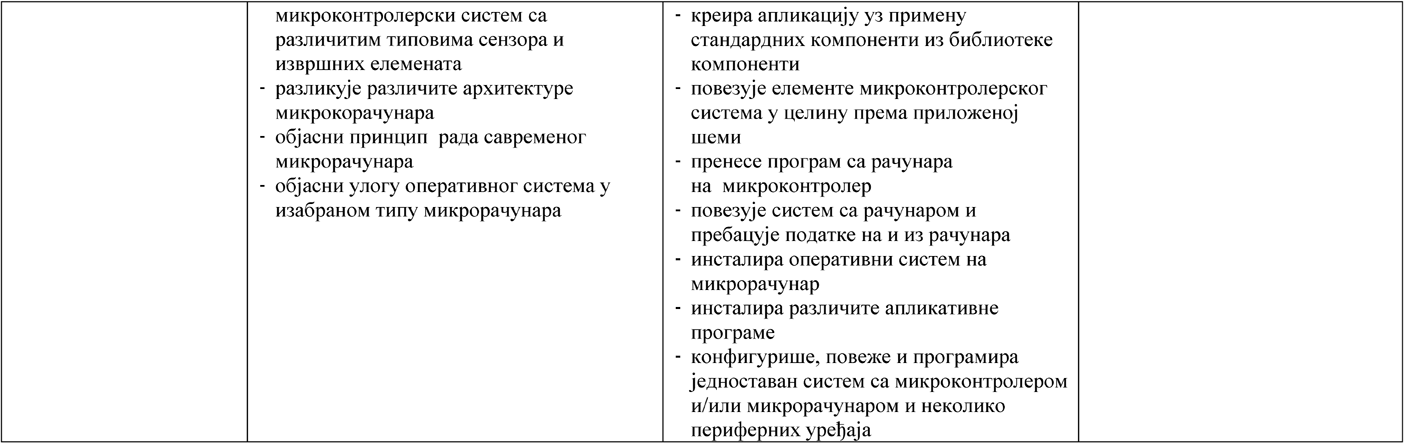 микроконтролерски систем са
различитим типовима сензора и
извршних елемената
- разликује различите архитектуре
микрокорачунара
- објасни принцип рада савременог
микрорачунара
- објасни улогу оперативног система у
изабраном типу микрорачунара
- креира апликацију уз примену
стандардних компоненти из библиотеке
компоненти
- повезује елементе микроконтролерског
система у целину према приложеној
шеми
- пренесе програм са рачунара
на микроконтролер
- повезује систем са рачунаром и
пребацује податке на и из рачунара
- инсталира оперативни систем на
микрорачунар
- инсталира различите апликативне
програме
- конфигурише, повеже и програмира
једноставан систем са микроконтролером
и/или микрорачунаром и неколико
периферних уређаја